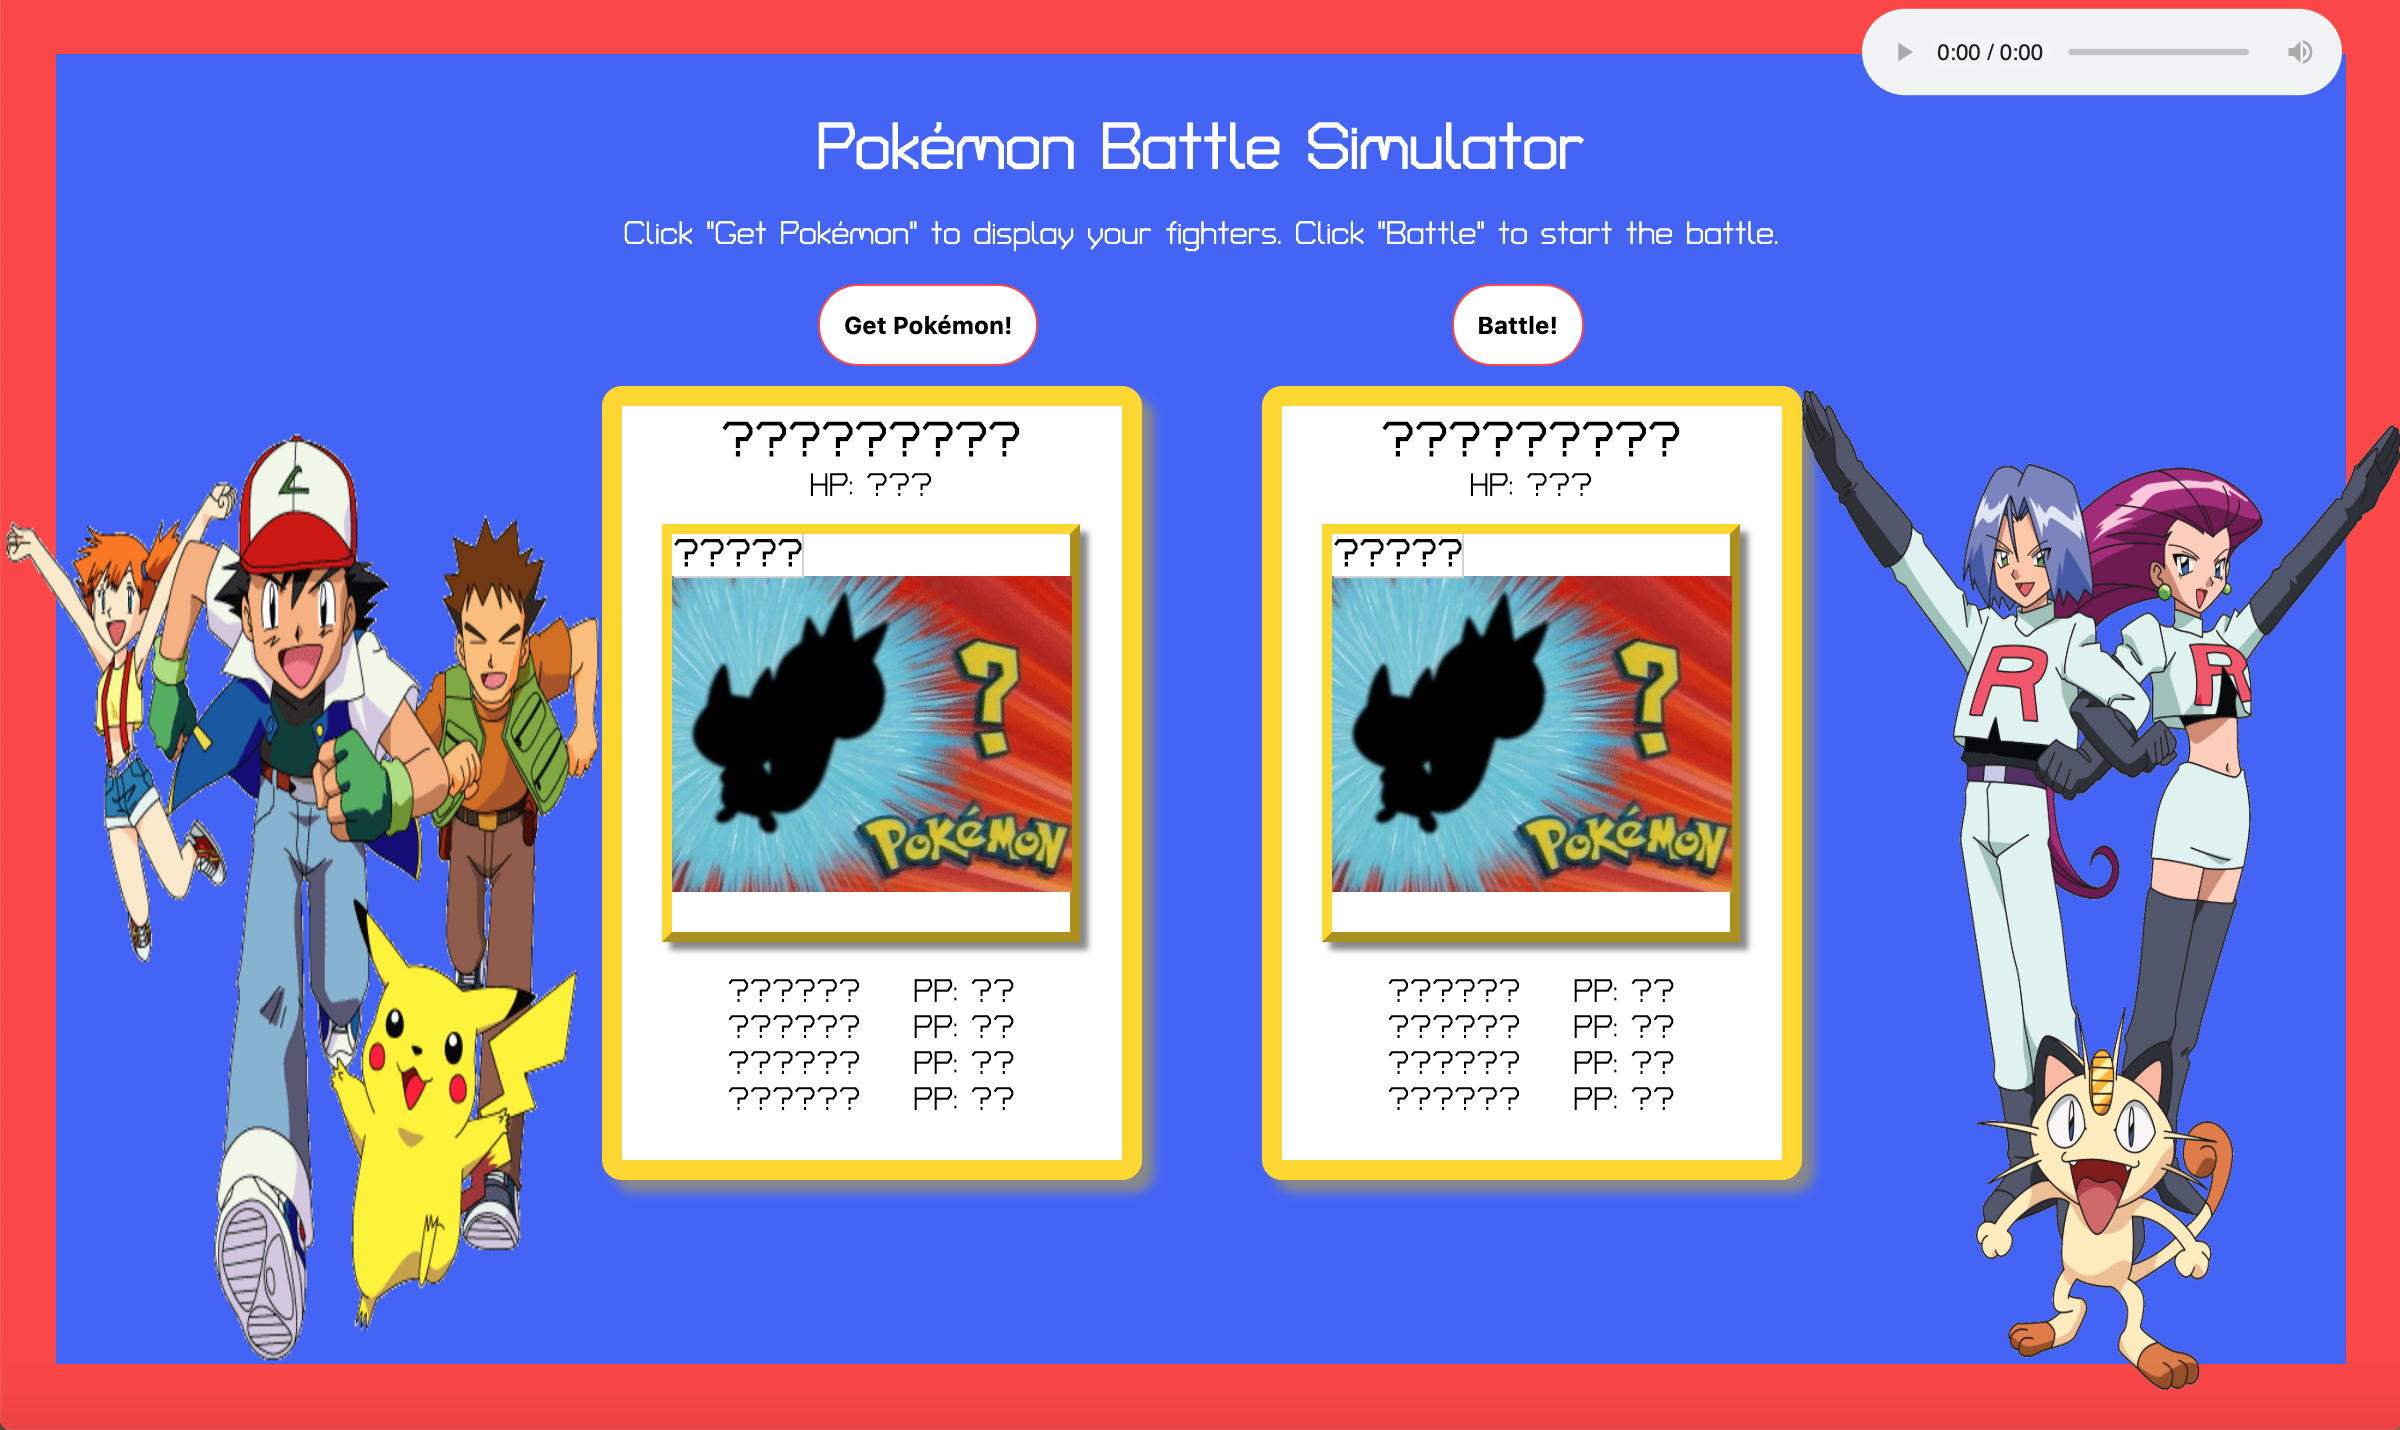 0:00 / 0:00
Pokémon Battle Simulator
Click "Get Pokémon" to display your fighters. Click "Battle" to start the battle.
Get Pokémon!
Battle!
?????????
HP: ???
?????
?
POKéMON
?????? PP: ??
?????? PP: ??
?????? PP: ??
?????? PP: ??
?????????
HP: ???
?????
?
POKéMON
?????? PP: ??
?????? PP: ??
?????? PP: ??
?????? PP: ??
R
R